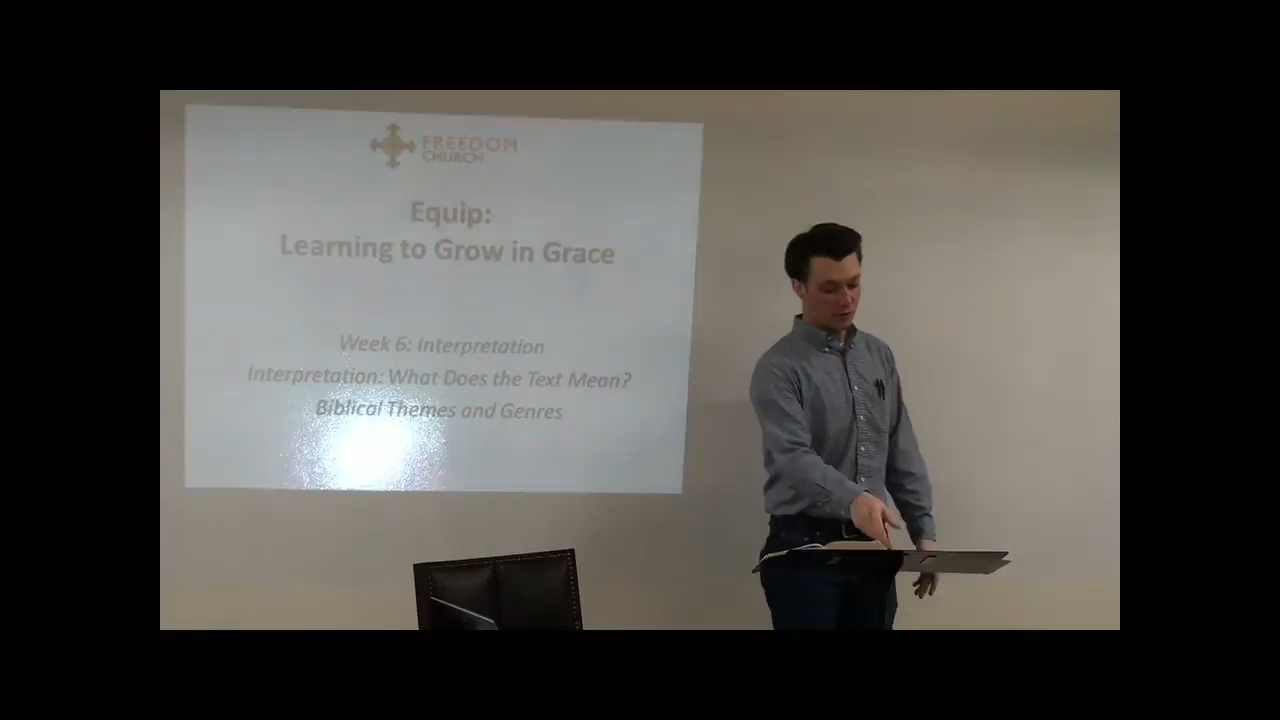 FREEDOM
CHURCH
Equip:
Learning to Grow in Grace
Week 6: Interpretation
Interpretation: What Does the Text Mean?
Biblical Themes and Genres